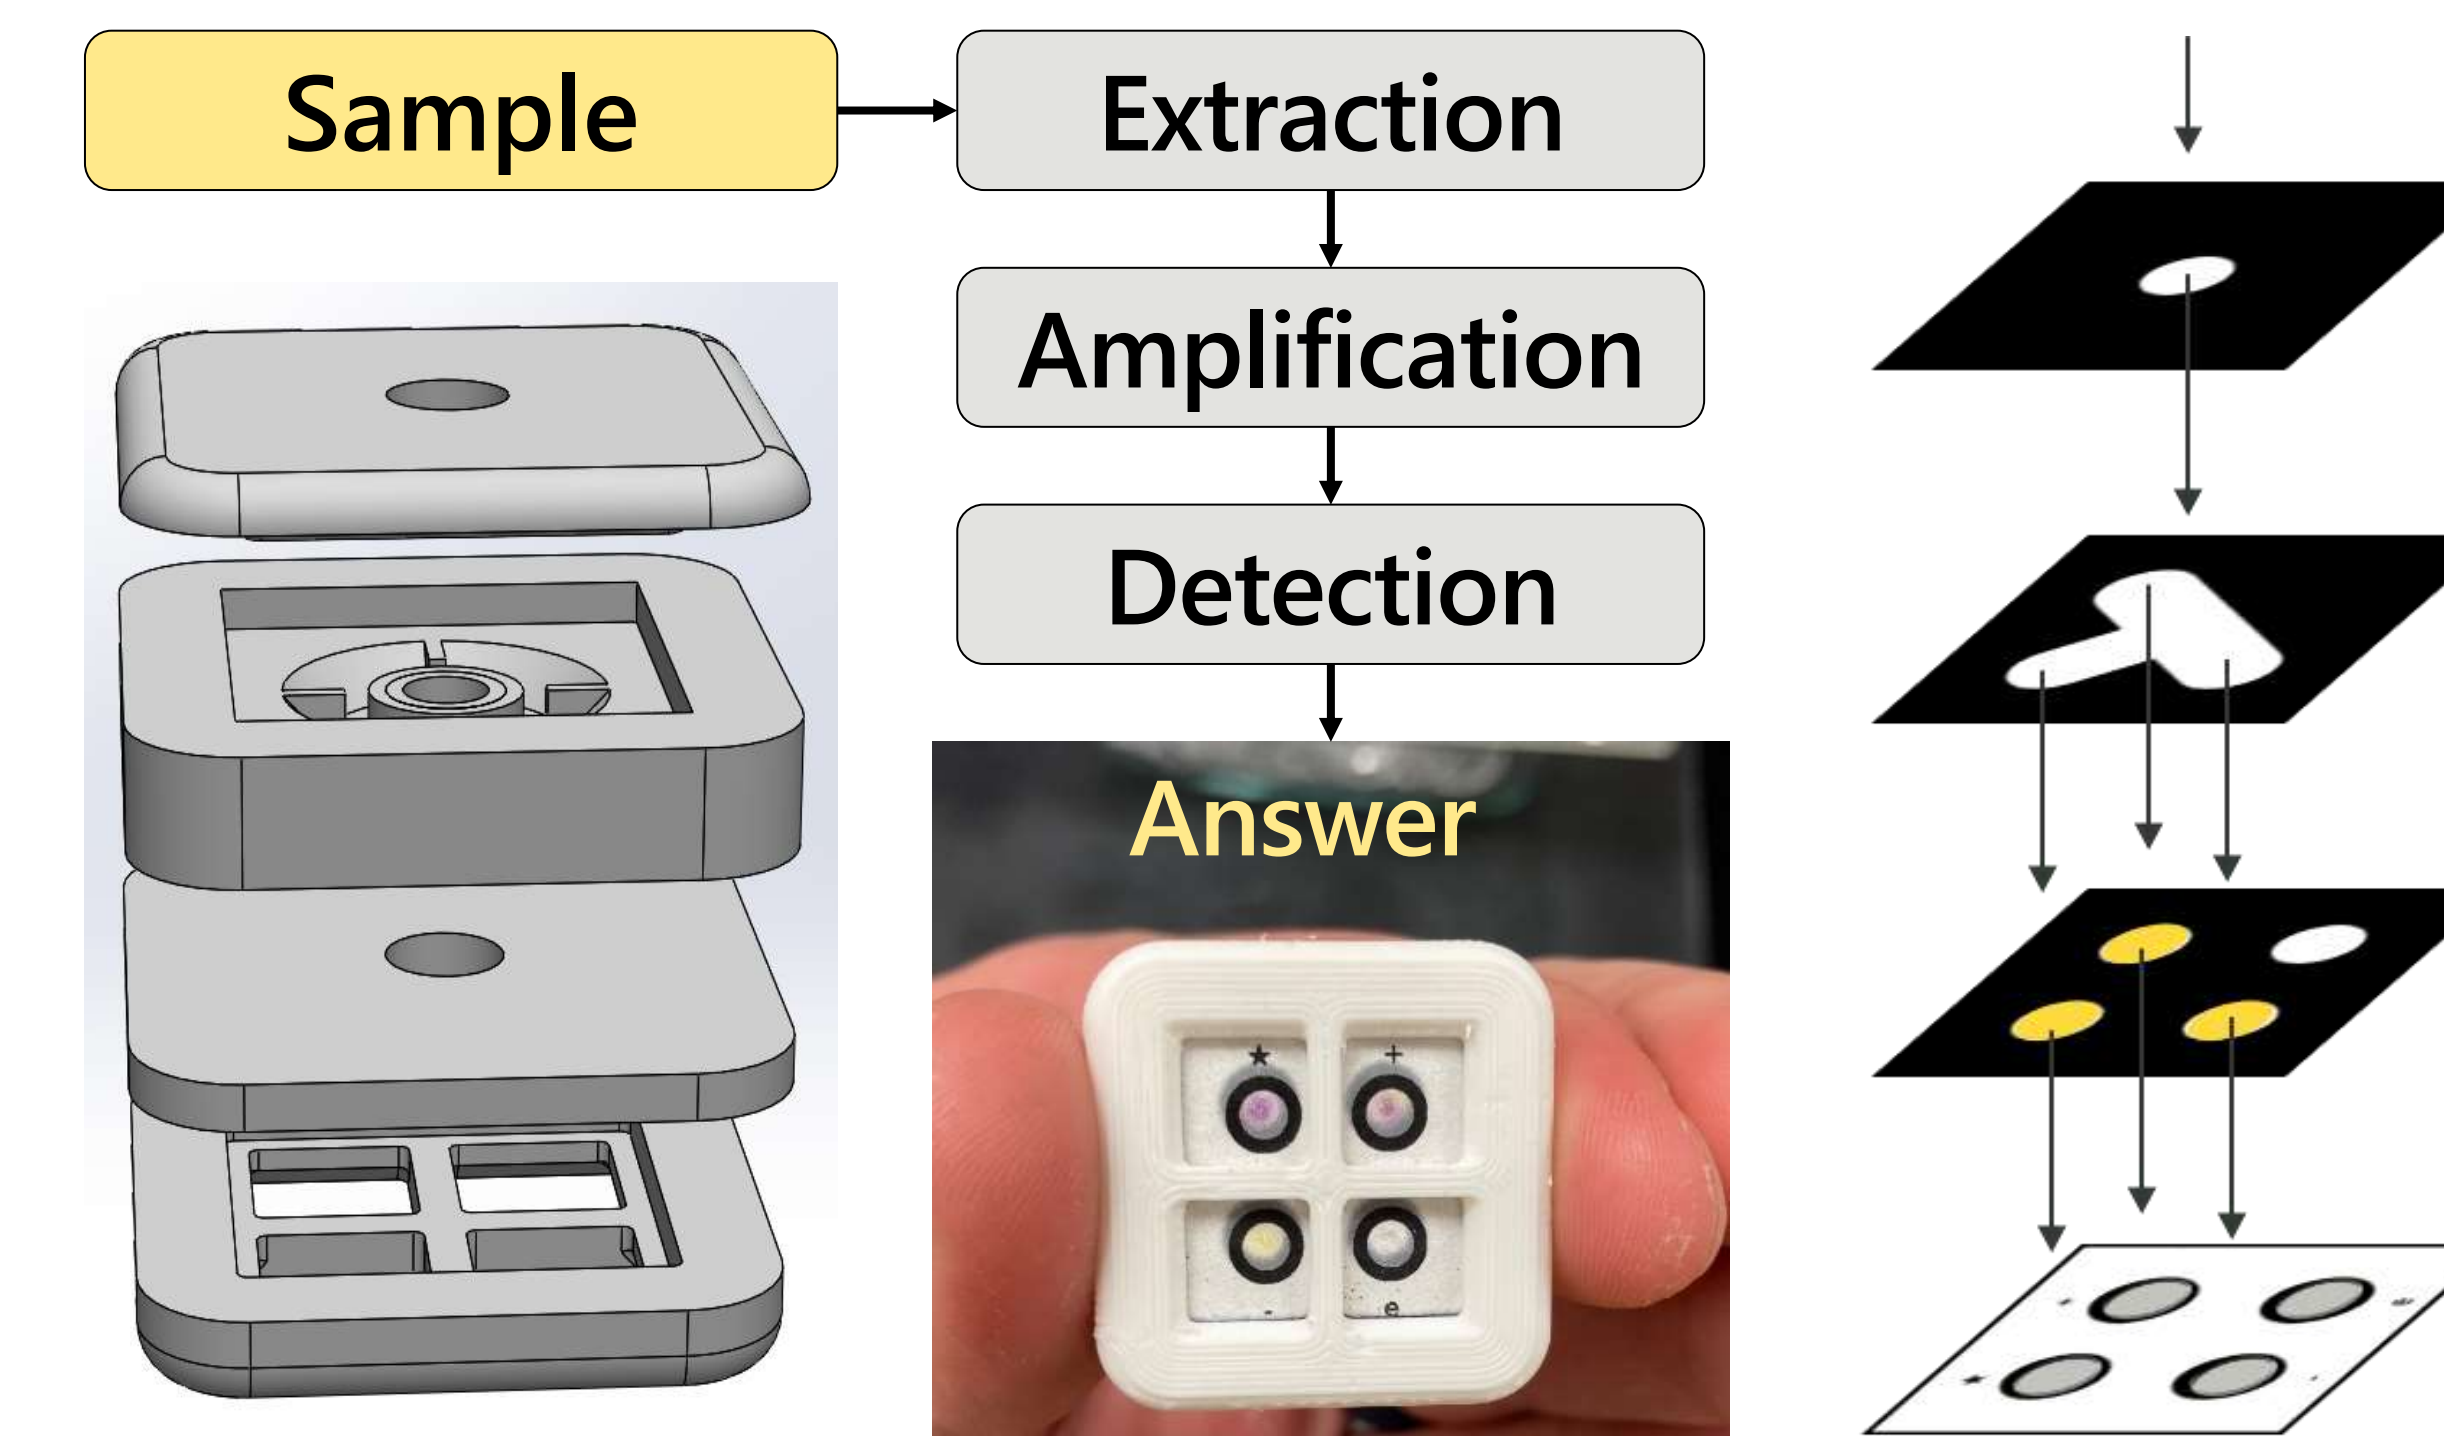 Sample
Extraction
Amplification
Detection
Answer
★ +
- e